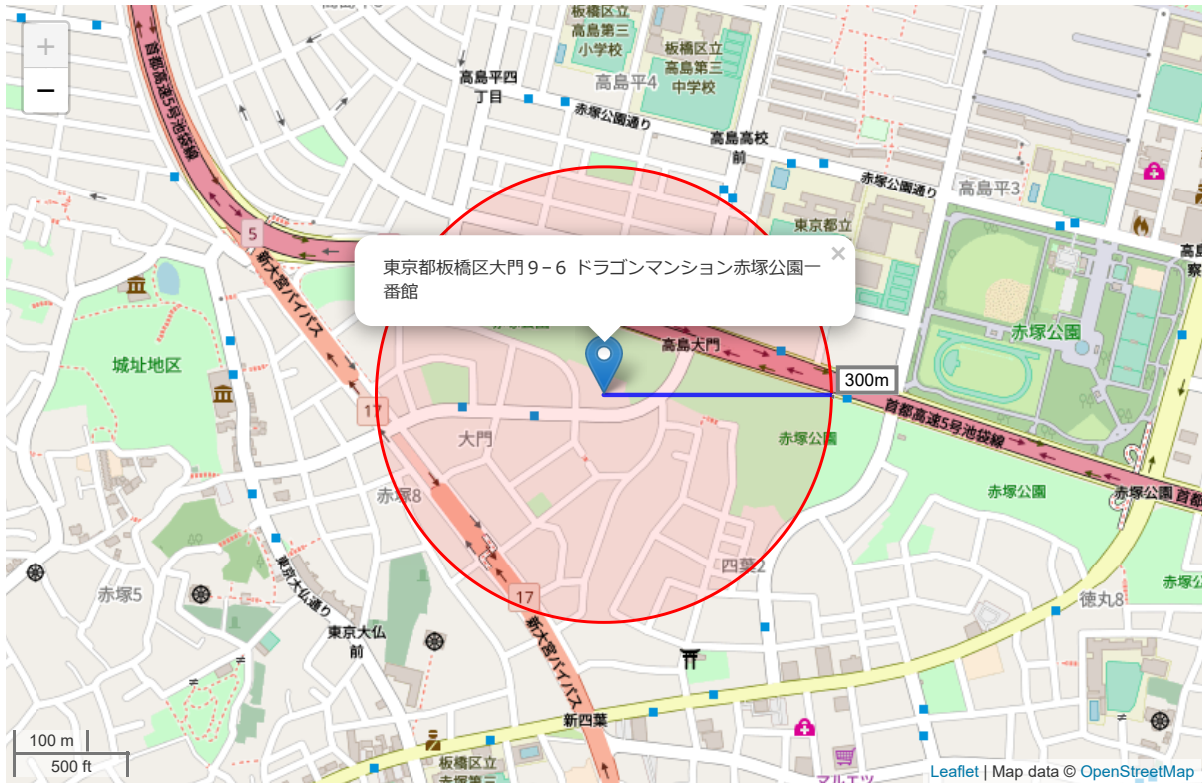 板橋区立
高島第三
小学校
板橋区立
高島第三
中学校
高島平4
高島平四
丁目
赤塚公園通り
高島高校
前
赤塚公園通り
高島平3
首都高速5号池袋線
+
−
5
新大宮バイパス
東京都立
東京都板橋区大門９−６ ドラゴンマンション赤塚公園一
番館
×
高島大門
赤塚公園
300m
首都高速5号池袋線
城址地区
17
大門
赤塚公園
赤塚8
赤塚公園
赤塚公園
四葉2
17
赤塚5
東京大仏通り
東京大仏
前
徳丸8
新大宮バイパス
新四葉
板橋区立
赤塚第三
マルエツ
100 m
500 ft
Leaflet | Map data © OpenStreetMap